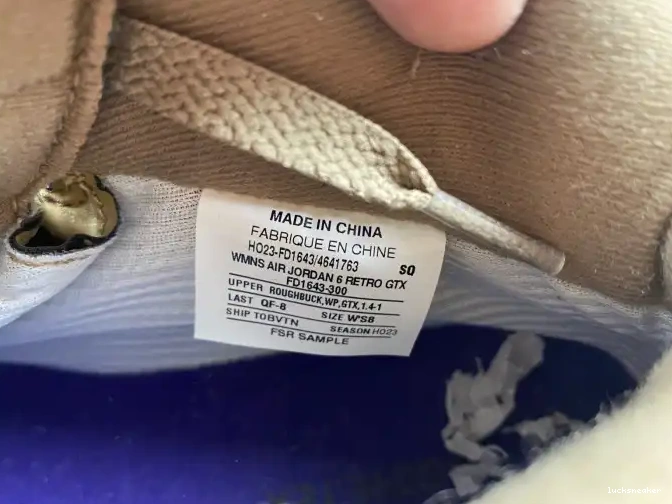 MADE IN CHINA
FABRIQUE EN CHINE
HO23-FD1643/4641763 SQ
WMNS AIR JORDAN 6 RETRO GTX
FD1643-300
UPPER ROUGHBUCK,WP,GTX,1.4-1
LAST QF-8 SIZE W'S8
SHIP TOBVTN SEASON HO23
FSR SAMPLE